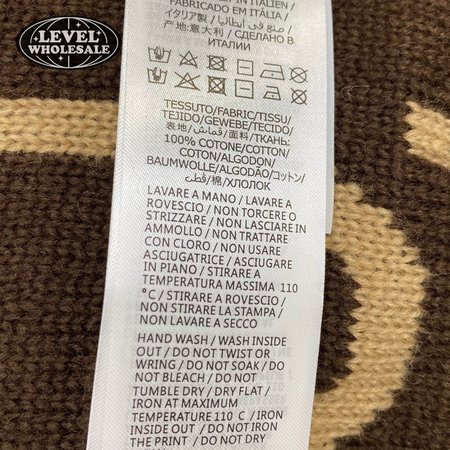 LEVEL
WHOLESALE
IN ITALIEN/
FABRICADO EM ITÁLIA/
イタリア製/صنع في ايطاليا/
产地:意大利/СДЕЛАНО В
ИТАЛИИ
TESSUTO/FABRIC/TISSU/
TEJIDO/GEWEBE/TECIDO/
表地/قماش/面料/ТКАНЬ:
100% COTONE/COTTON/
COTON/ALGODON/
BAUMWOLLE/ALGODÃO/コットン/
قطن/棉/ХЛОПОК
LAVARE A MANO / LAVARE A
ROVESCIO / NON TORCERE O
STRIZZARE / NON LASCIARE IN
AMMOLLO / NON TRATTARE
CON CLORO / NON USARE
ASCIUGATRICE / ASCIUGARE
IN PIANO / STIRARE A
TEMPERATURA MASSIMA 110
°C / STIRARE A ROVESCIO /
NON STIRARE LA STAMPA /
NON LAVARE A SECCO
HAND WASH / WASH INSIDE
OUT / DO NOT TWIST OR
WRING / DO NOT SOAK / DO
NOT BLEACH / DO NOT
TUMBLE DRY / DRY FLAT /
IRON AT MAXIMUM
TEMPERATURE 110 C / IRON
INSIDE OUT / DO NOT IRON
THE PRINT / DO NOT DRY